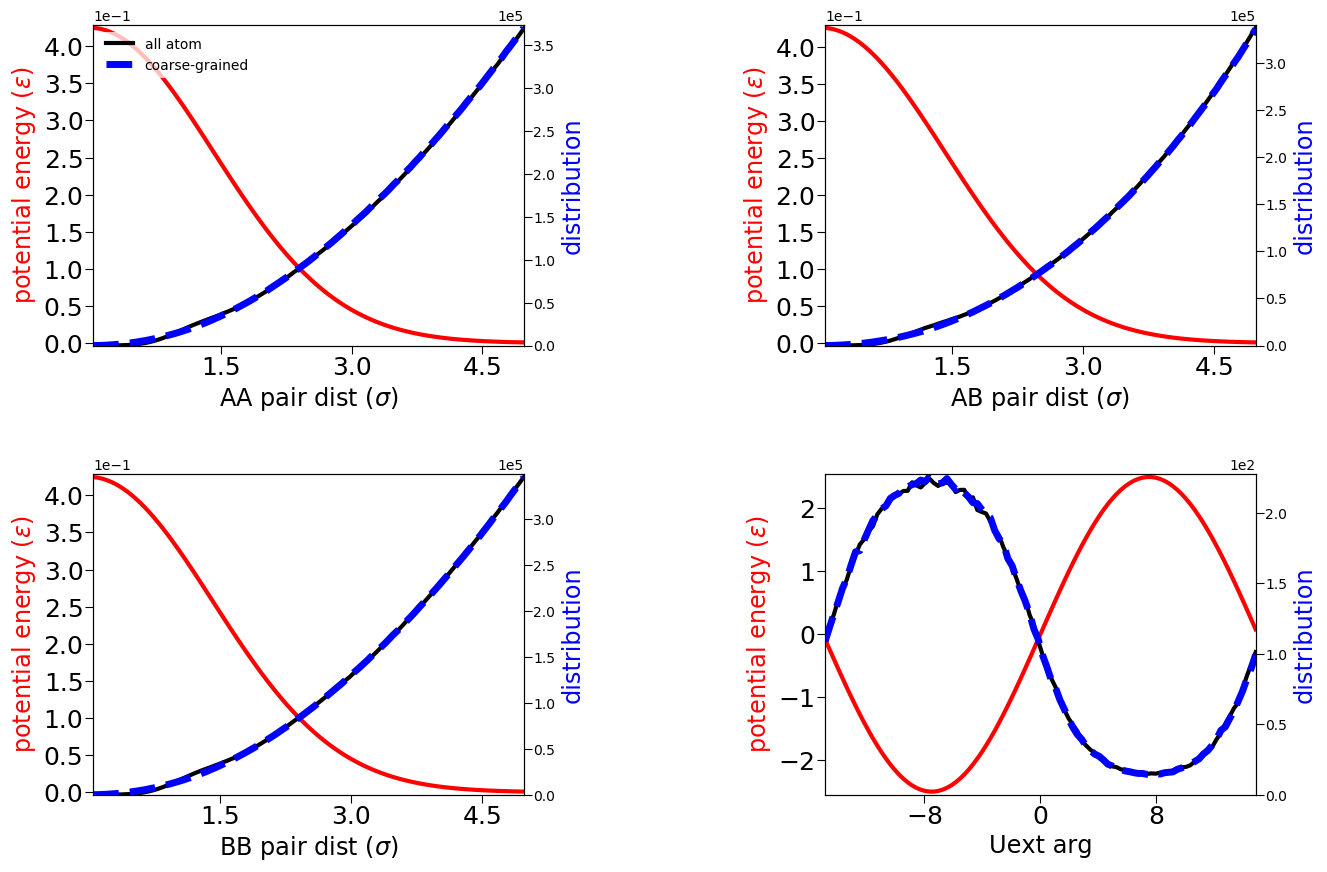 1e−1
1e5
4.0
3.5
3.0
2.5
2.0
1.5
1.0
0.5
0.0
potential energy (ε)
all atom
coarse-grained
3.5
3.0
2.5
2.0
1.5
1.0
0.5
0.0
distribution
1.5 3.0 4.5
AA pair dist (σ)
1e−1
1e5
4.0
3.5
3.0
2.5
2.0
1.5
1.0
0.5
0.0
potential energy (ε)
3.0
2.5
2.0
1.5
1.0
0.5
0.0
distribution
1.5 3.0 4.5
AB pair dist (σ)
1e−1
1e5
4.0
3.5
3.0
2.5
2.0
1.5
1.0
0.5
0.0
potential energy (ε)
3.0
2.5
2.0
1.5
1.0
0.5
0.0
distribution
1.5 3.0 4.5
BB pair dist (σ)
1e2
2
1
0
−1
−2
potential energy (ε)
2.0
1.5
1.0
0.5
0.0
distribution
−8 0 8
Uext arg